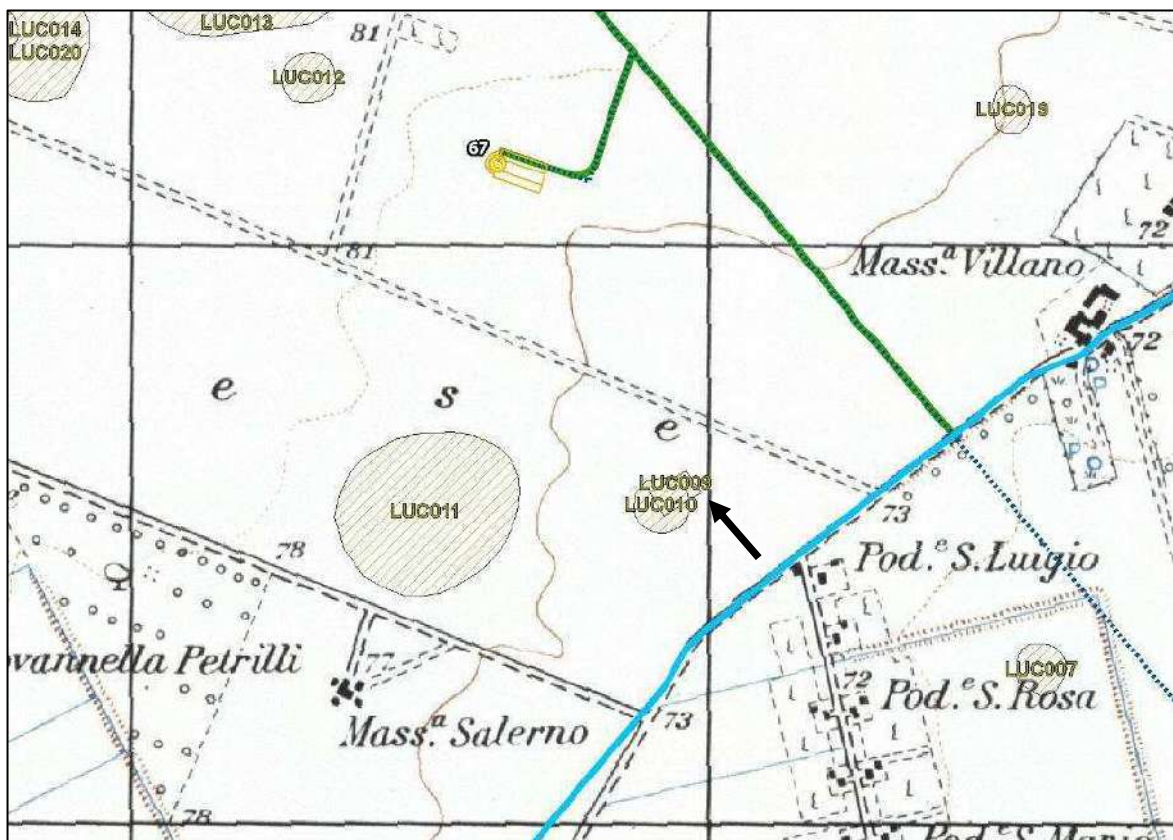 LUC014
LUC020
LUC013
81
LUC012
LUC019
67
72
81
Mass.ª Villano
72
e
s
e
LUC009
LUC010
LUC011
73
78
Pod.e S. Luigio
ovannella Petrilli
77
LUC007
72
Pod.e S. Rosa
Mass.ª Salerno
73
78